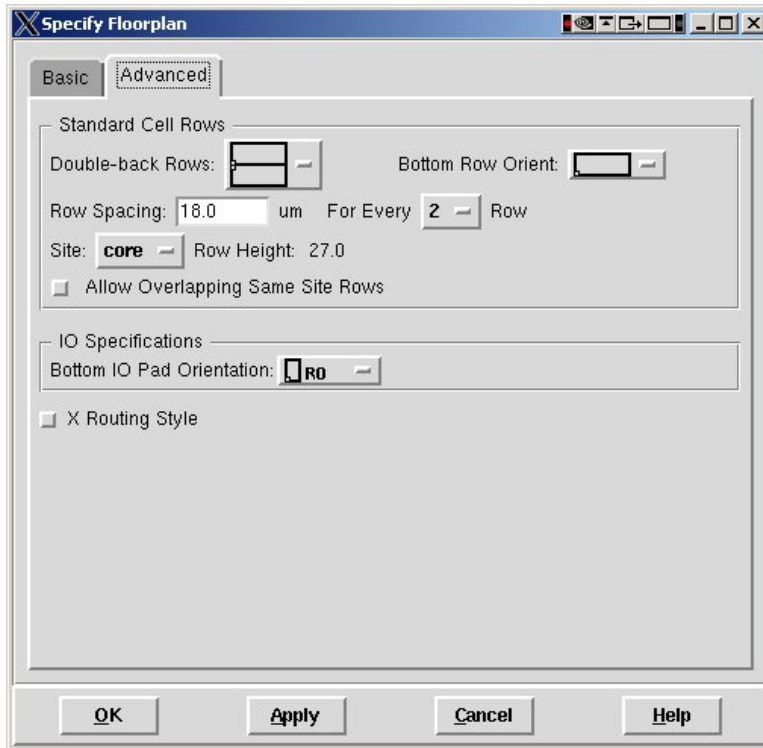 Specify Floorplan
Basic Advanced
Standard Cell Rows
Double-back Rows: Bottom Row Orient:
Row Spacing: 18.0 um For Every 2 Row
Site: core Row Height: 27.0
Allow Overlapping Same Site Rows
IO Specifications
Bottom IO Pad Orientation: R0
X Routing Style
OK Apply Cancel Help